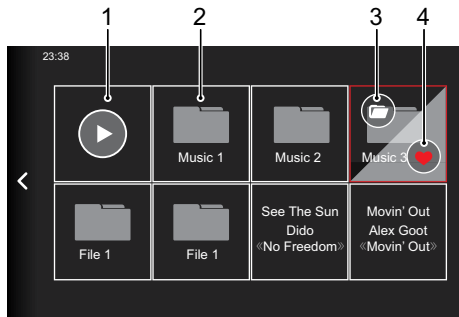 1 2 3 4
23:38
Music 1 Music 2 Music 3
See The Sun Movin' Out
Dido Alex Goot
File 1 File 1 «No Freedom» «Movin' Out»